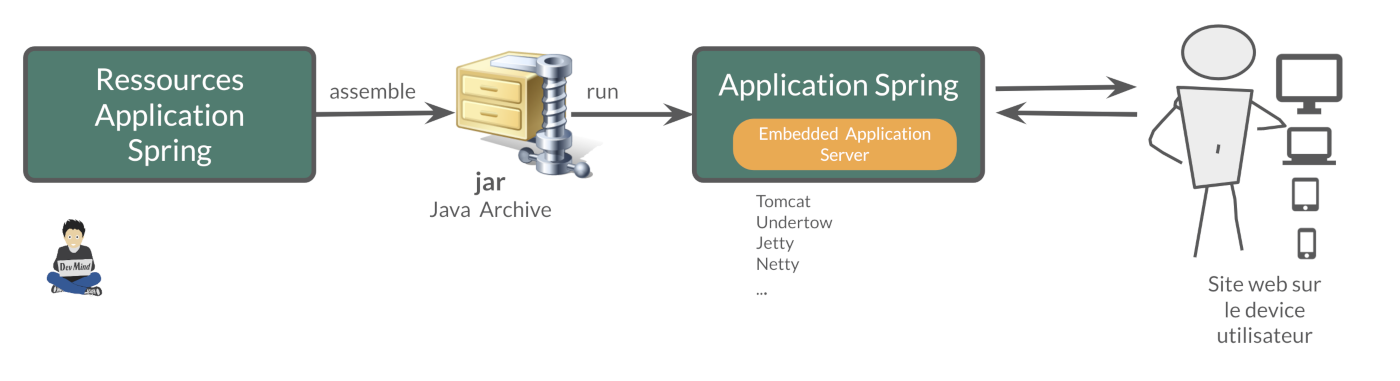 Ressources
Application
Spring
assemble
jar
Java Archive
run
Application Spring
Embedded Application
Server
Tomcat
Undertow
Jetty
Netty
...
Site web sur
le device
utilisateur
Dev Mind